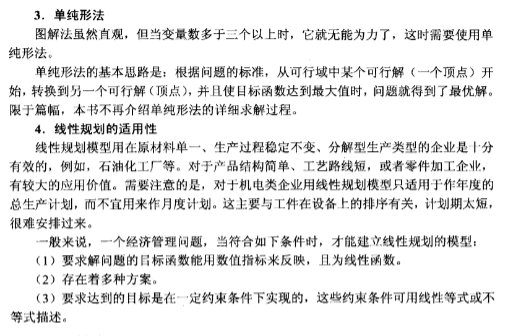 3．单纯形法
图解法虽然直观，但当变量数多于三个以上时，它就无能为力了，这时需要使用单
纯形法。
单纯形法的基本思路是：根据问题的标准，从可行域中某个可行解（一个顶点）开
始，转换到另一个可行解（顶点），并且使目标函数达到最大值时，问题就得到了最优解。
限于篇幅，本书不再介绍单纯形法的详细求解过程。
4．线性规划的适用性
线性规划模型用在原材料单一、生产过程稳定不变、分解型生产类型的企业是十分
有效的，例如，石油化工厂等。对于产品结构简单、工艺路线短，或者零件加工企业，
有较大的应用价值。需要注意的是，对于机电类企业用线性规划模型只适用于作年度的
总生产计划，而不宜用来作月度计划。这主要与工件在设备上的排序有关，计划期太短，
很难安排过来。
一般来说，一个经济管理问题，当符合如下条件时，才能建立线性规划的模型：
（1）要求解问题的目标函数能用数值指标来反映，且为线性函数。
（2）存在着多种方案。
（3）要求达到的目标是在一定约束条件下实现的，这些约束条件可用线性等式或不
等式描述。